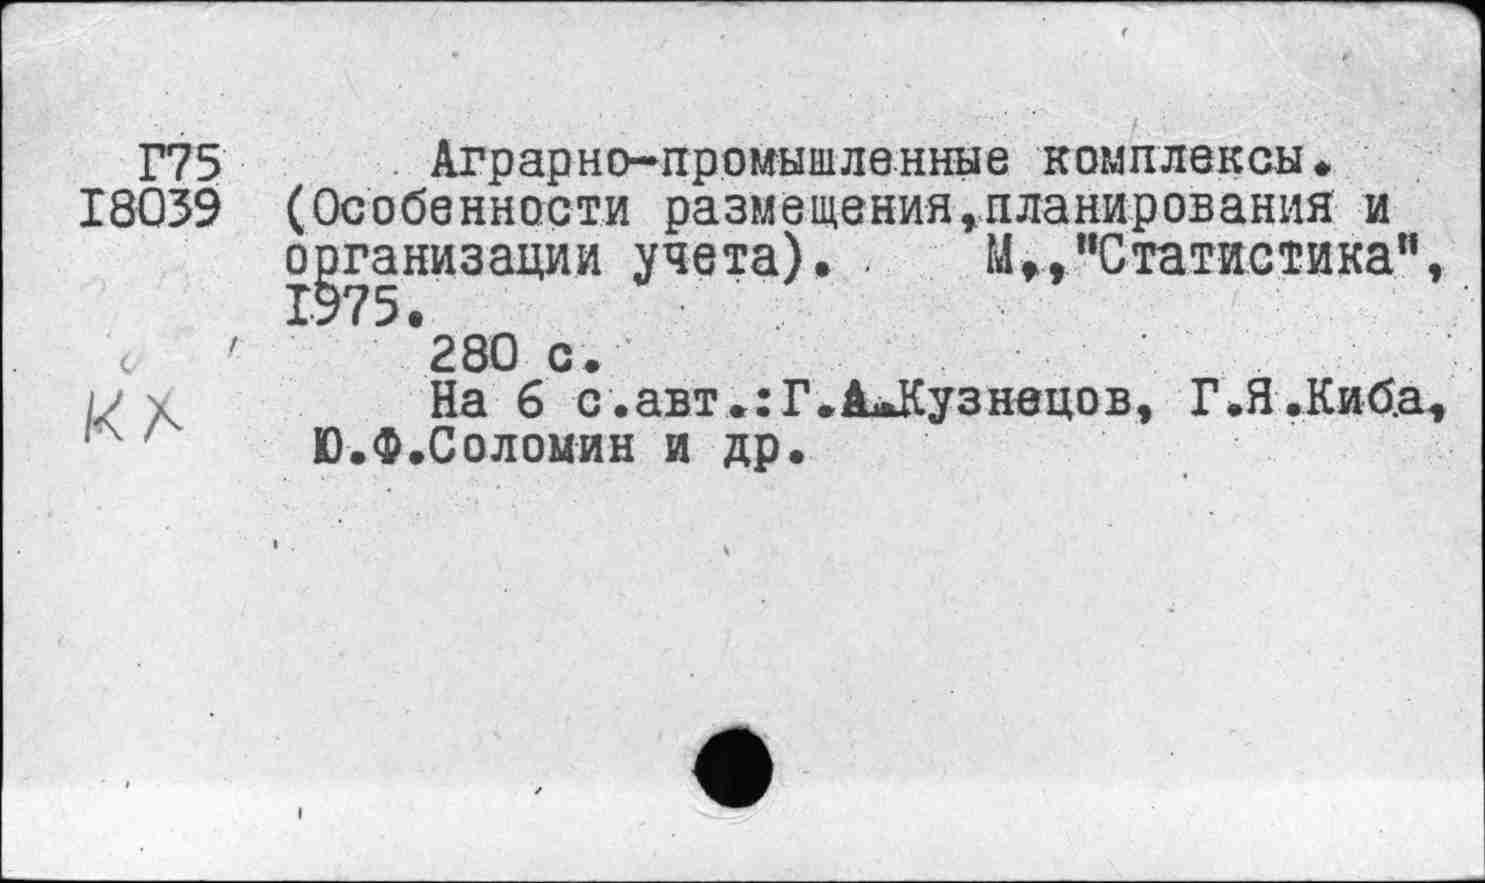 Г75 Аграрно-промышленные комплексы.
18039 (Особенности размещения,планирования и
организации учета). М.,"Статистика",
1975.
280 с.
На 6 с.авт.:Г.А.Кузнецов, Г.Я.Киба,
КХ
Ю.Ф.Соломин и др.